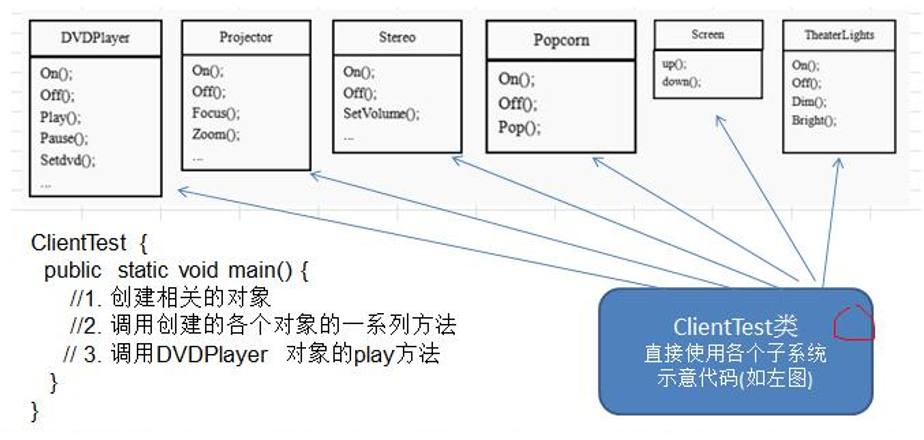 DVDPlayer
On();
Off();
Play();
Pause();
Setdvd();
...
Projector
On();
Off();
Focus();
Zoom();
...
Stereo
On();
Off();
SetVolume();
...
Popcorn
On();
Off();
Pop();
Screen
up();
down();
TheaterLights
On();
Off();
Dim();
Bright();
ClientTest {
public static void main() {
//1. 创建相关的对象
//2. 调用创建的各个对象的一系列方法
// 3. 调用DVDPlayer 对象的play方法
}
}
ClientTest类
直接使用各个子系统
示意代码(如左图)